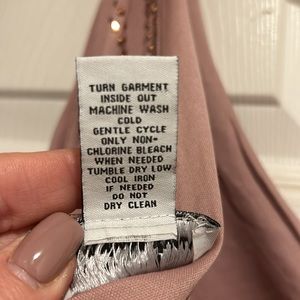 TURN GARMENT
INSIDE OUT
MACHINE WASH
COLD
GENTLE CYCLE
ONLY NON-
CHLORINE BLEACH
WHEN NEEDED
TUMBLE DRY LOW
COOL IRON
IF NEEDED
DO NOT
DRY CLEAN